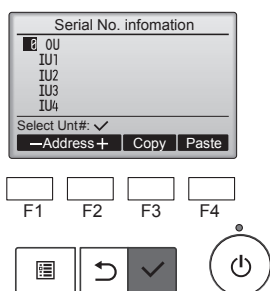 Serial No. infomation
0 OU
IU1
IU2
IU3
IU4
Select Unt#: ✓
−Address+ Copy Paste
F1 F2 F3 F4